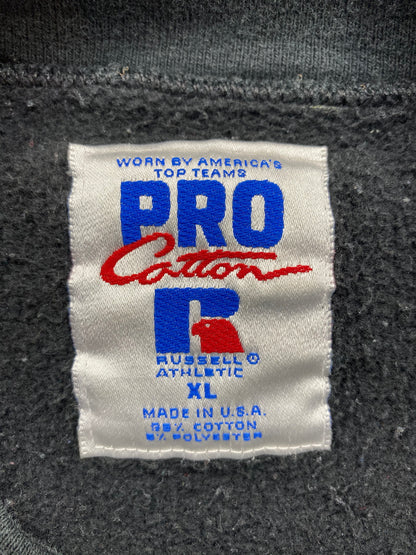 WORN BY AMERICA'S
TOP TEAMS
PRO
Cotton
R
RUSSELL®
ATHLETIC
XL
MADE IN U.S.A.
95% COTTON
5% POLYESTER